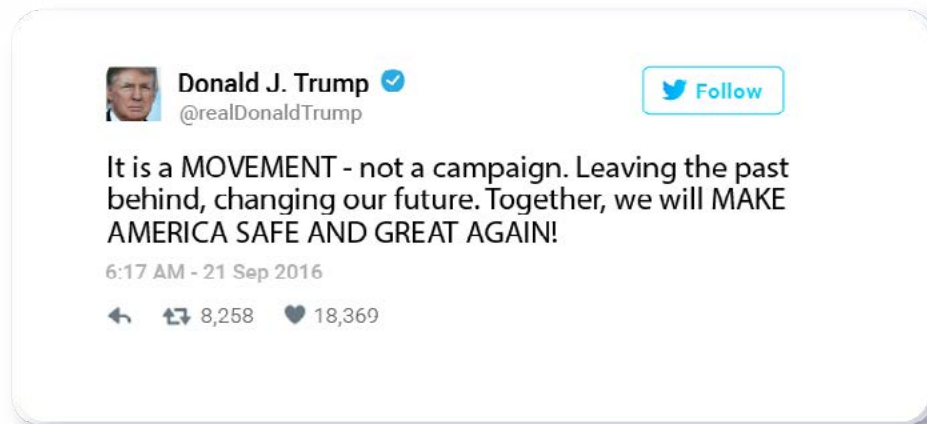 Donald J. Trump
@realDonaldTrump
Follow
It is a MOVEMENT - not a campaign. Leaving the past
behind, changing our future. Together, we will MAKE
AMERICA SAFE AND GREAT AGAIN!
6:17 AM - 21 Sep 2016
8,258 18,369